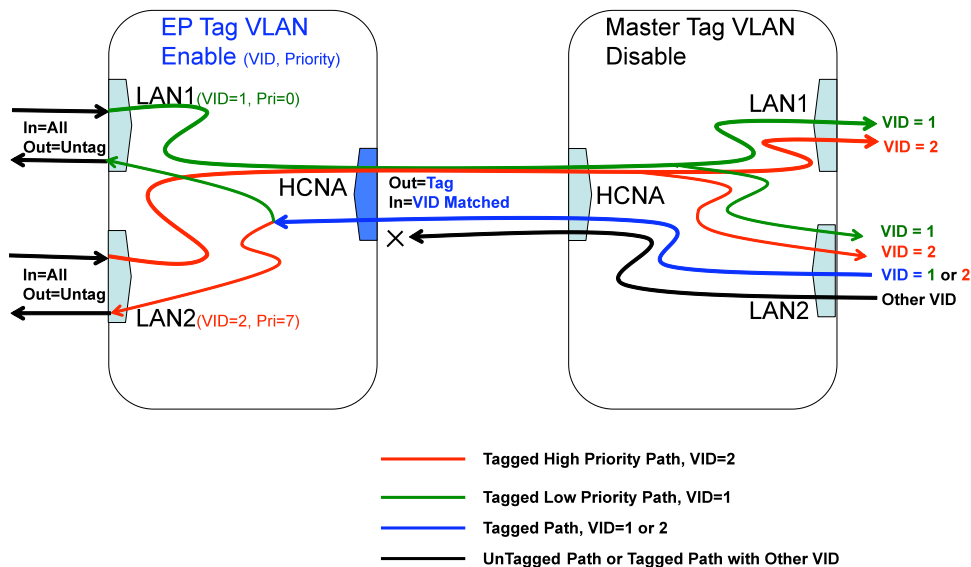 EP Tag VLAN
Enable (VID, Priority)
Master Tag VLAN
Disable
LAN1(VID=1, Pri=0)
LAN1
In=All
Out=Untag
VID = 1
VID = 2
HCNA
Out=Tag
In=VID Matched
HCNA
×
VID = 1
VID = 2
In=All
Out=Untag
VID = 1 or 2
Other VID
LAN2(VID=2, Pri=7)
LAN2
Tagged High Priority Path, VID=2
Tagged Low Priority Path, VID=1
Tagged Path, VID=1 or 2
UnTagged Path or Tagged Path with Other VID